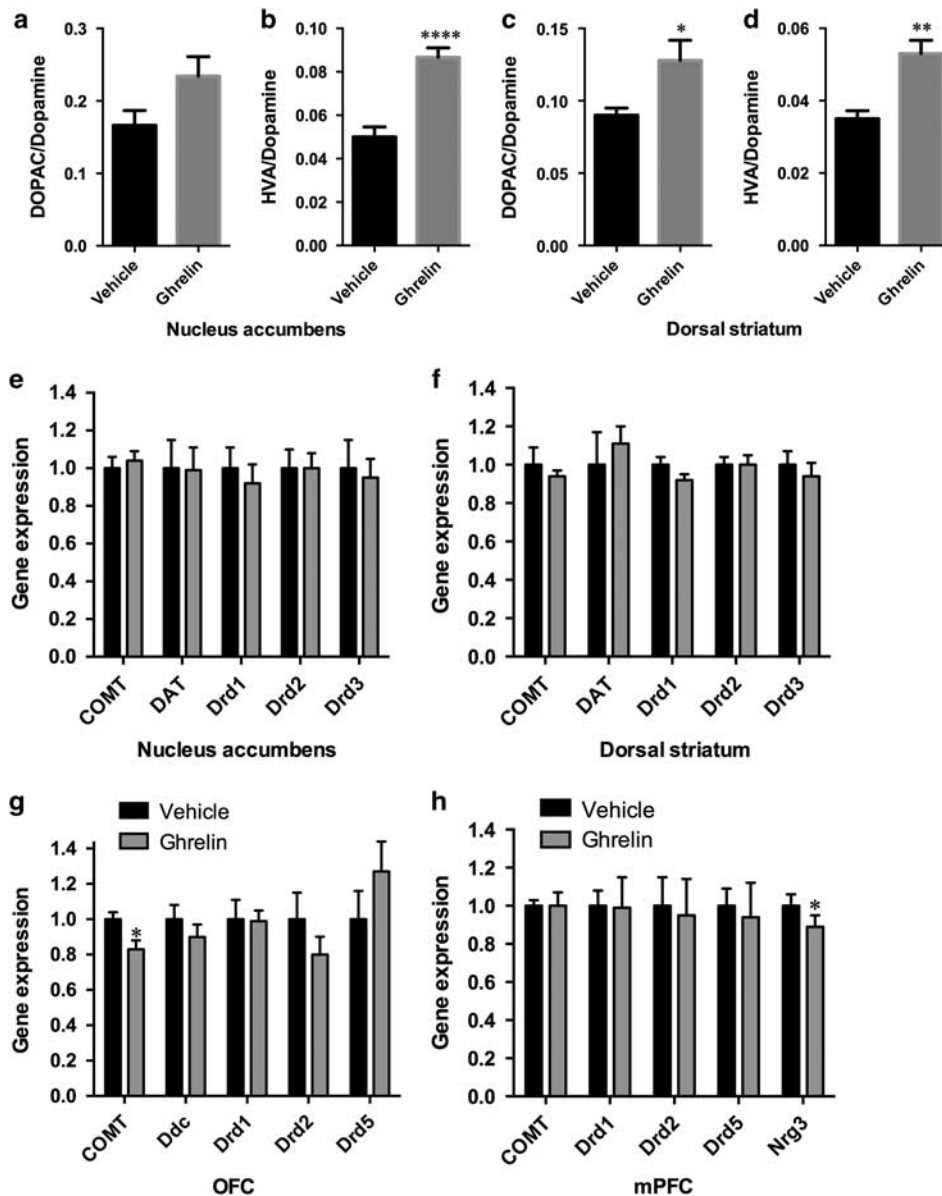 a
DOPAC/Dopamine
0.3
0.2
0.1
0.0
Vehicle
Ghrelin
b
HVA/Dopamine
0.10
0.08
0.06
0.04
0.02
0.00
****
Vehicle
Ghrelin
Nucleus accumbens
c
DOPAC/Dopamine
0.15
0.10
0.05
0.00
*
Vehicle
Ghrelin
d
HVA/Dopamine
0.06
0.04
0.02
0.00
**
Vehicle
Ghrelin
Dorsal striatum
e
Gene expression
1.4
1.2
1.0
0.8
0.6
0.4
0.2
0.0
COMT
DAT
Drd1
Drd2
Drd3
Nucleus accumbens
f
Gene expression
1.4
1.2
1.0
0.8
0.6
0.4
0.2
0.0
COMT
DAT
Drd1
Drd2
Drd3
Dorsal striatum
g
Vehicle
Ghrelin
Gene expression
1.4
1.2
1.0
0.8
0.6
0.4
0.2
0.0
*
COMT
Ddc
Drd1
Drd2
Drd5
OFC
h
Vehicle
Ghrelin
Gene expression
1.4
1.2
1.0
0.8
0.6
0.4
0.2
0.0
*
COMT
Drd1
Drd2
Drd5
Nrg3
mPFC